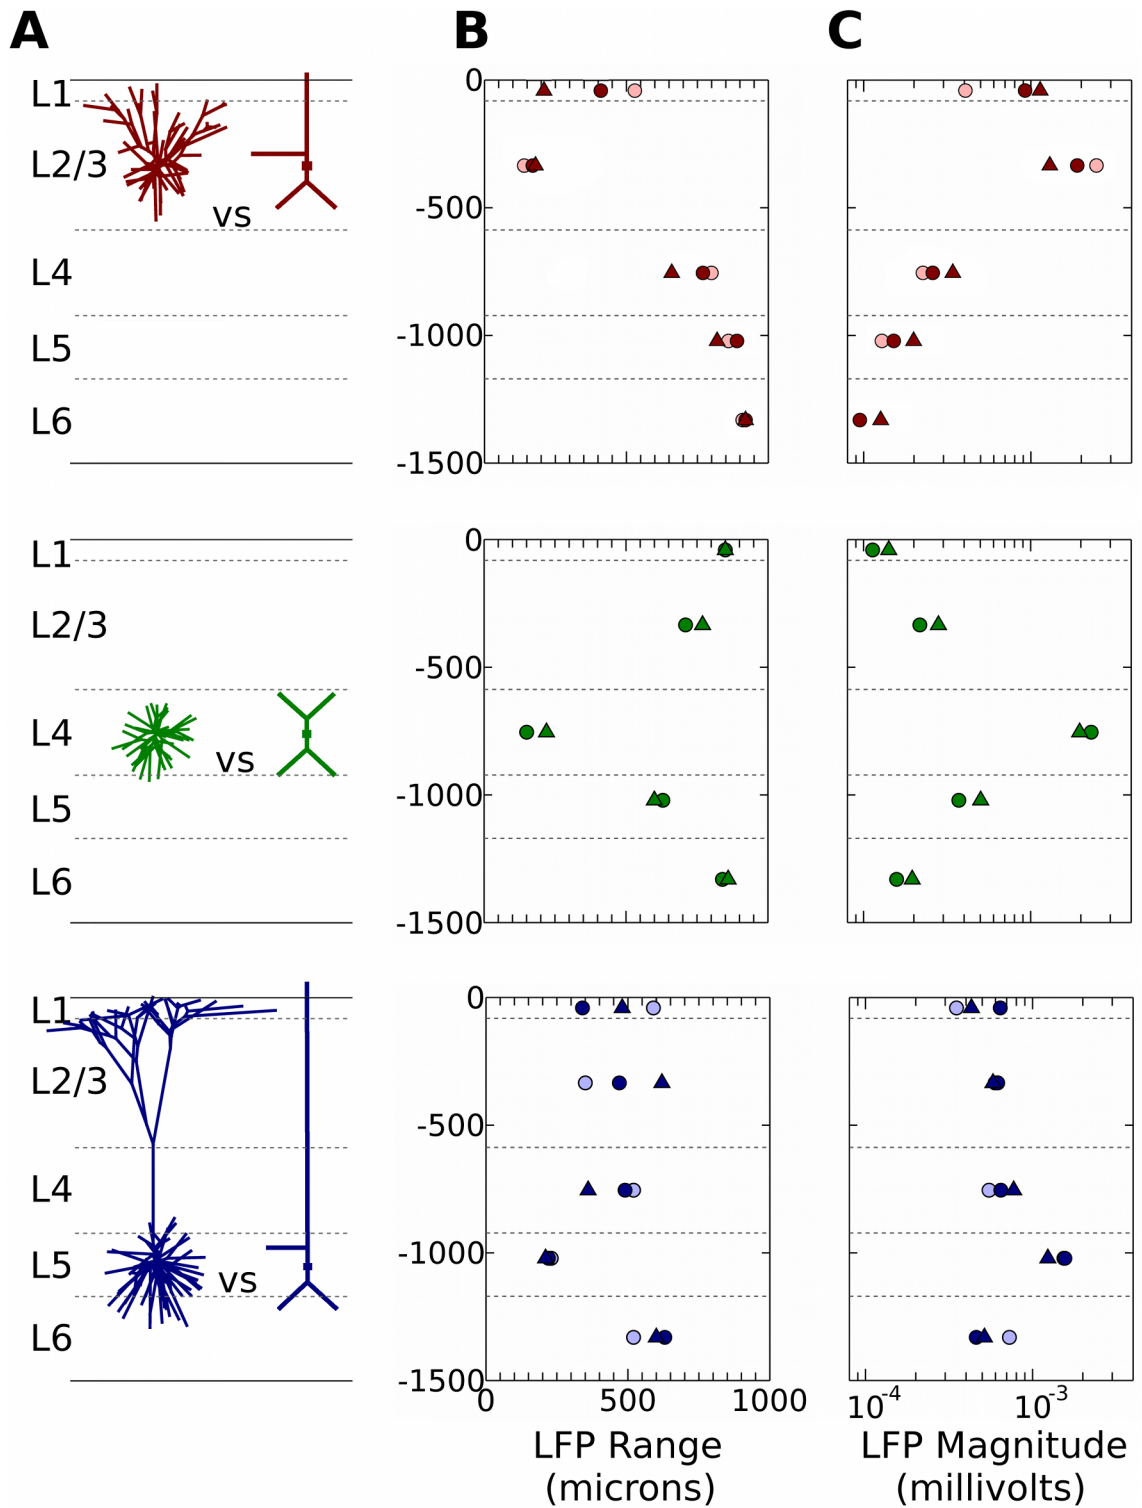 A B C
L1
L2/3
vs
L4
L5
L6
0
-500
-1000
-1500
L1
L2/3
L4
vs
L5
L6
0
-500
-1000
-1500
L1
L2/3
L4
L5
vs
L6
0
-500
-1000
-1500
0 500 1000
LFP Range
(microns)
10⁻⁴ 10⁻³
LFP Magnitude
(millivolts)